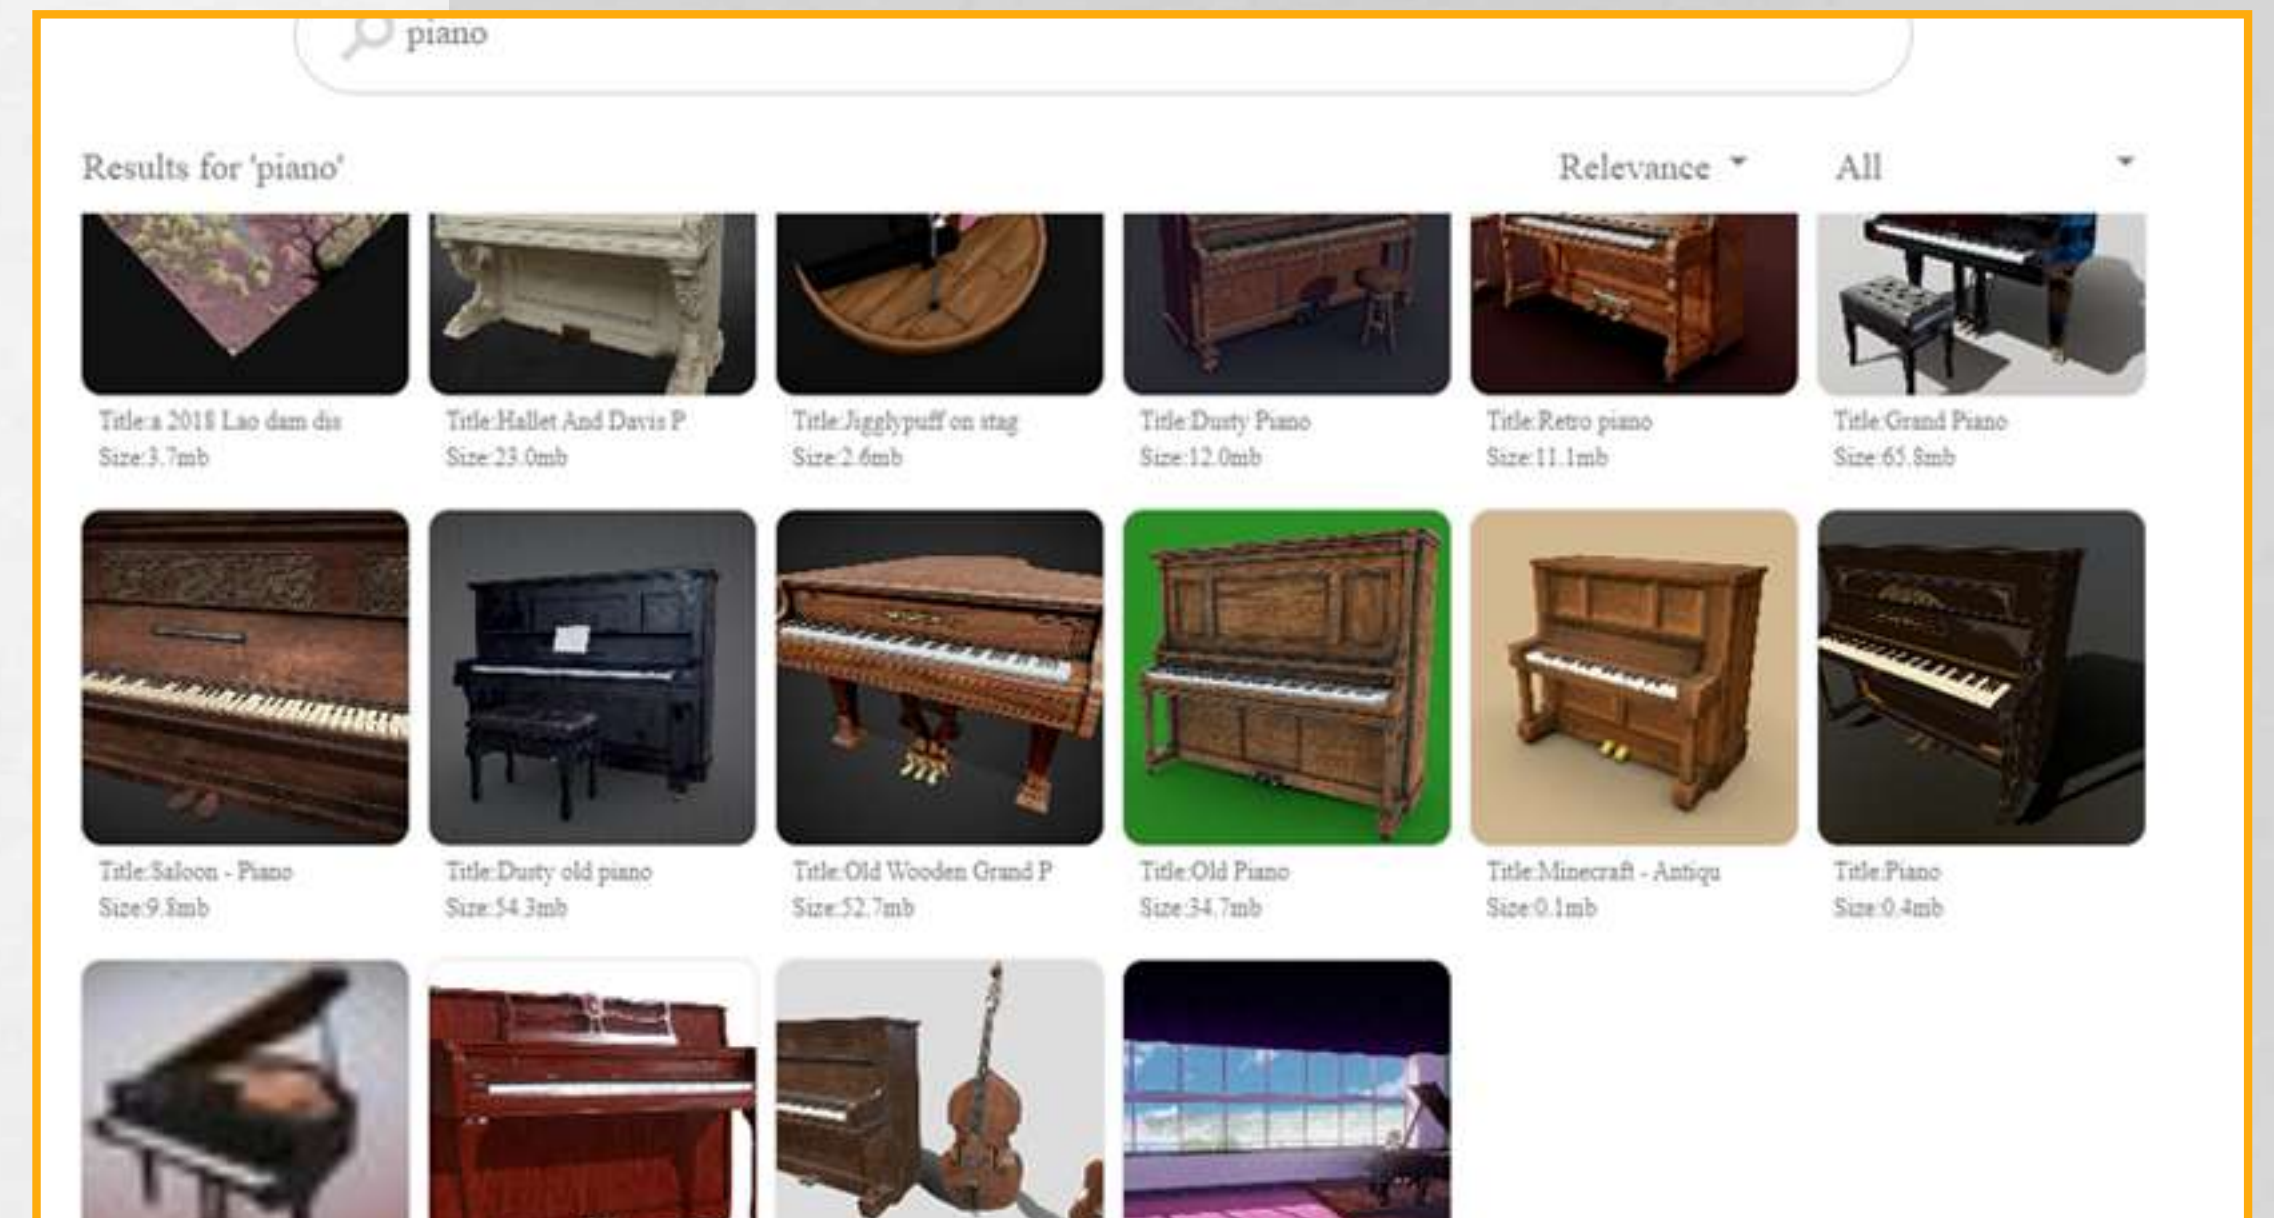 piano
Results for 'piano'
Relevance
All
Title:a 2018 Lao dam dis
Size:3.7mb
Title:Hallet And Davis P
Size:23.0mb
Title:Jigglypuff on stag
Size:2.6mb
Title:Dusty Piano
Size:12.0mb
Title:Retro piano
Size:11.1mb
Title:Grand Piano
Size:65.8mb
Title:Saloon - Piano
Size:9.8mb
Title:Dusty old piano
Size:54.3mb
Title:Old Wooden Grand P
Size:52.7mb
Title:Old Piano
Size:34.7mb
Title:Minecraft - Antiqu
Size:0.1mb
Title:Piano
Size:0.4mb